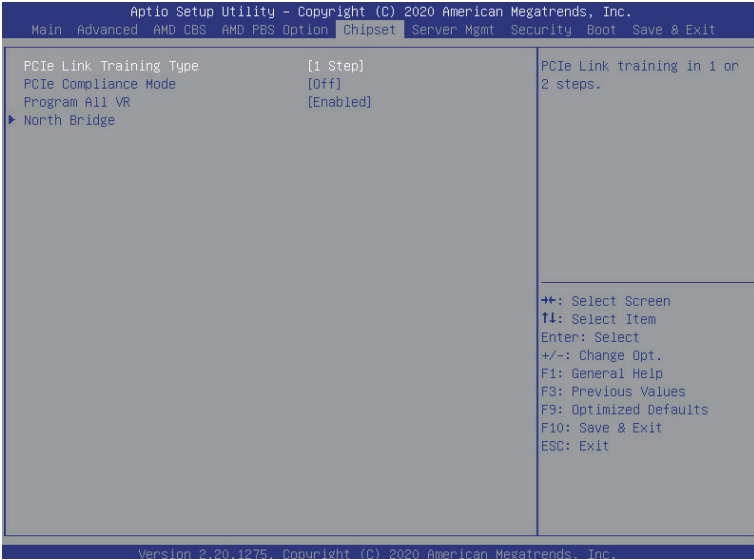 Aptio Setup Utility – Copyright (C) 2020 American Megatrends, Inc.
Main Advanced AMD CBS AMD PBS Option Chipset Server Mgmt Security Boot Save & Exit
PCIe Link Training Type [1 Step]
PCIe Compliance Mode [Off]
Program All VR [Enabled]
▶ North Bridge
PCIe Link training in 1 or
2 steps.
→←: Select Screen
↑↓: Select Item
Enter: Select
+/-: Change Opt.
F1: General Help
F3: Previous Values
F9: Optimized Defaults
F10: Save & Exit
ESC: Exit
Version 2.20.1275. Copyright (C) 2020 American Megatrends, Inc.